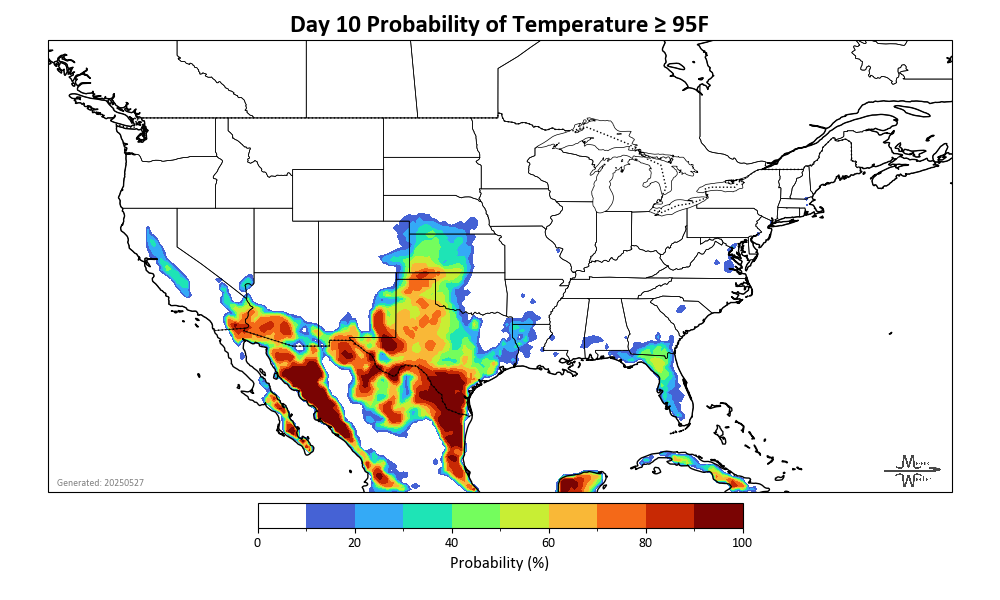 Day 10 Probability of Temperature ≥ 95F
Generated: 20250527
0 20 40 60 80 100
Probability (%)